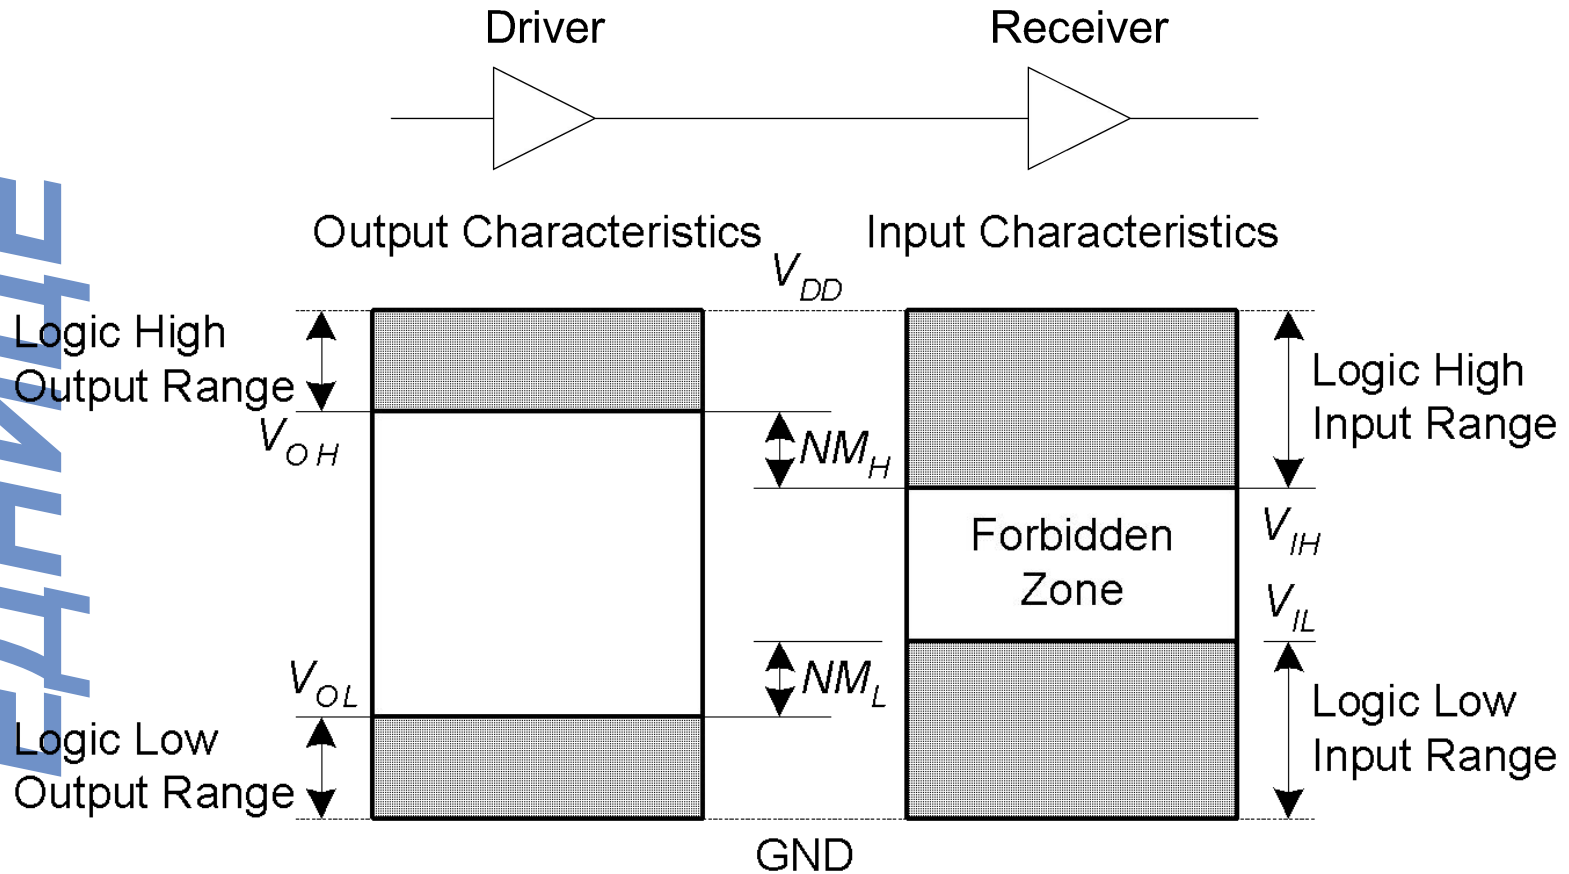 Driver
Receiver
Output Characteristics
Input Characteristics
V_DD
Logic High
Output Range
V_OH
NM_H
Logic High
Input Range
Forbidden
Zone
V_IH
V_IL
V_OL
NM_L
Logic Low
Output Range
Logic Low
Input Range
GND